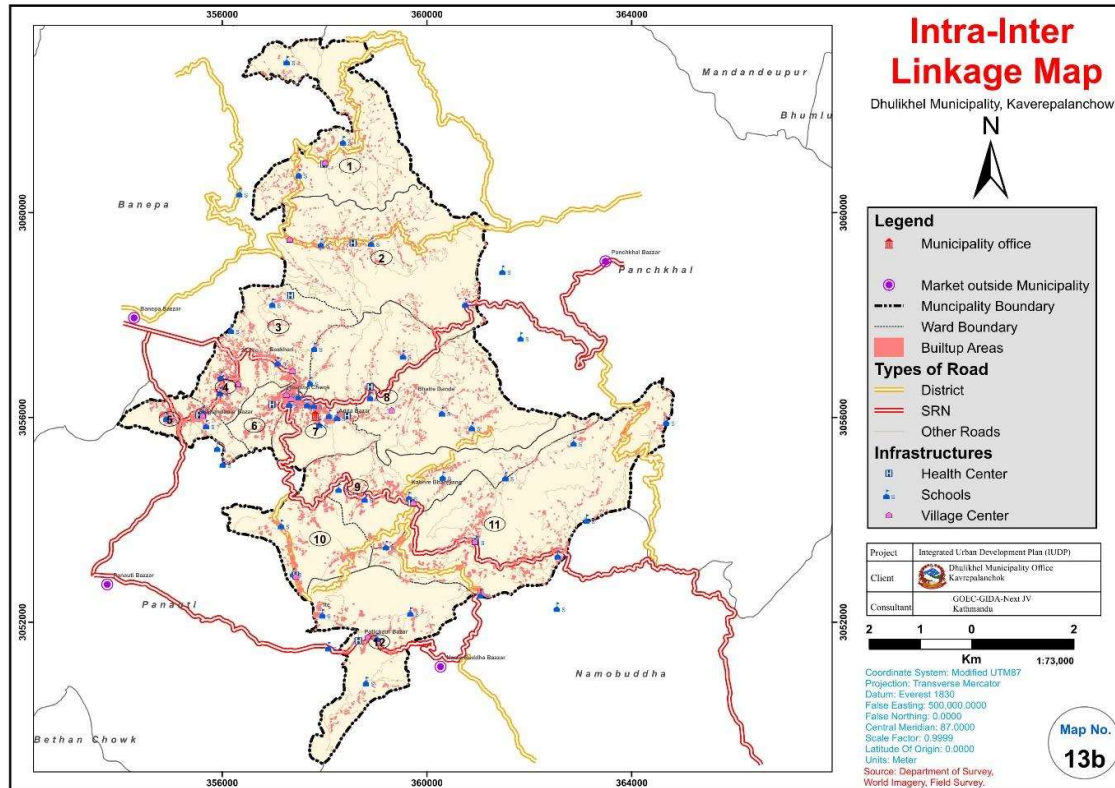 356000
360000
364000
3060000
3056000
3052000
3060000
3056000
3052000
356000
360000
364000
Mandandeupur
Bhumlu
Banepa
Panchkhal Bazzar
Panchkhal
Banepa Bazzar
Bhatte Danda
Adda Bazar
Panauti Bazzar
Panauti
Namobuddha
Bethan Chowk
1
2
3
4
5
6
7
8
9
10
11
12
Intra-Inter
Linkage Map
Dhulikhel Municipality, Kaverepalanchow
N
Legend
Municipality office
Market outside Municipality
Muncipality Boundary
Ward Boundary
Builtup Areas
Types of Road
District
SRN
Other Roads
Infrastructures
H Health Center
S Schools
Village Center
Project Integrated Urban Development Plan (IUDP)
Client Dhulikhel Municipality Office
Kavrepalanchok
Consultant GOEC-GIDA-Next JV
Kathmandu
2 1 0 2
Km 1:73,000
Coordinate System: Modified UTM87
Projection: Transverse Mercator
Datum: Everest 1830
False Easting: 500,000.0000
False Northing: 0.0000
Central Meridian: 87.0000
Scale Factor: 0.9999
Latitude Of Origin: 0.0000
Units: Meter
Source: Department of Survey,
World Imagery, Field Survey.
Map No.
13b